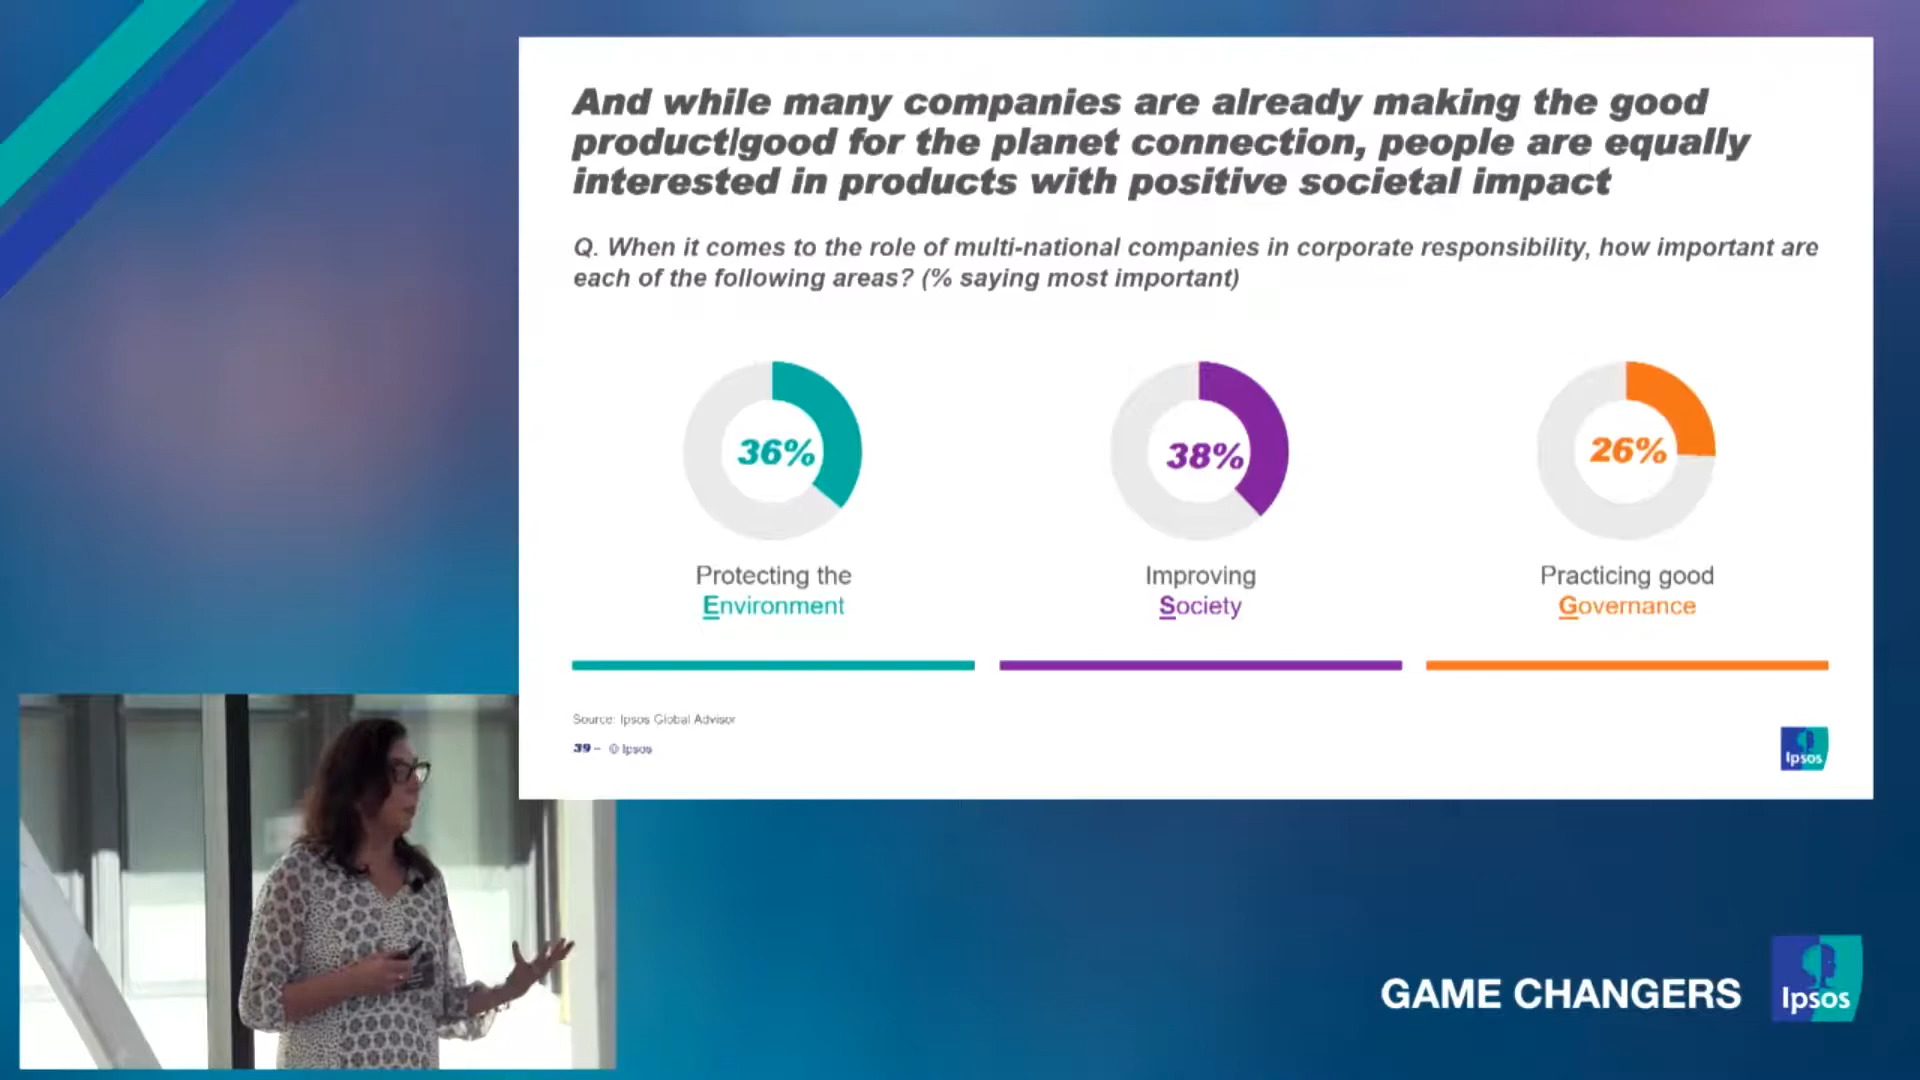 And while many companies are already making the good
product|good for the planet connection, people are equally
interested in products with positive societal impact
Q. When it comes to the role of multi-national companies in corporate responsibility, how important are
each of the following areas? (% saying most important)
36%
38%
26%
Protecting the
Environment
Improving
Society
Practicing good
Governance
Source: Ipsos Global Advisor
39 – © Ipsos
Ipsos
GAME CHANGERS
Ipsos